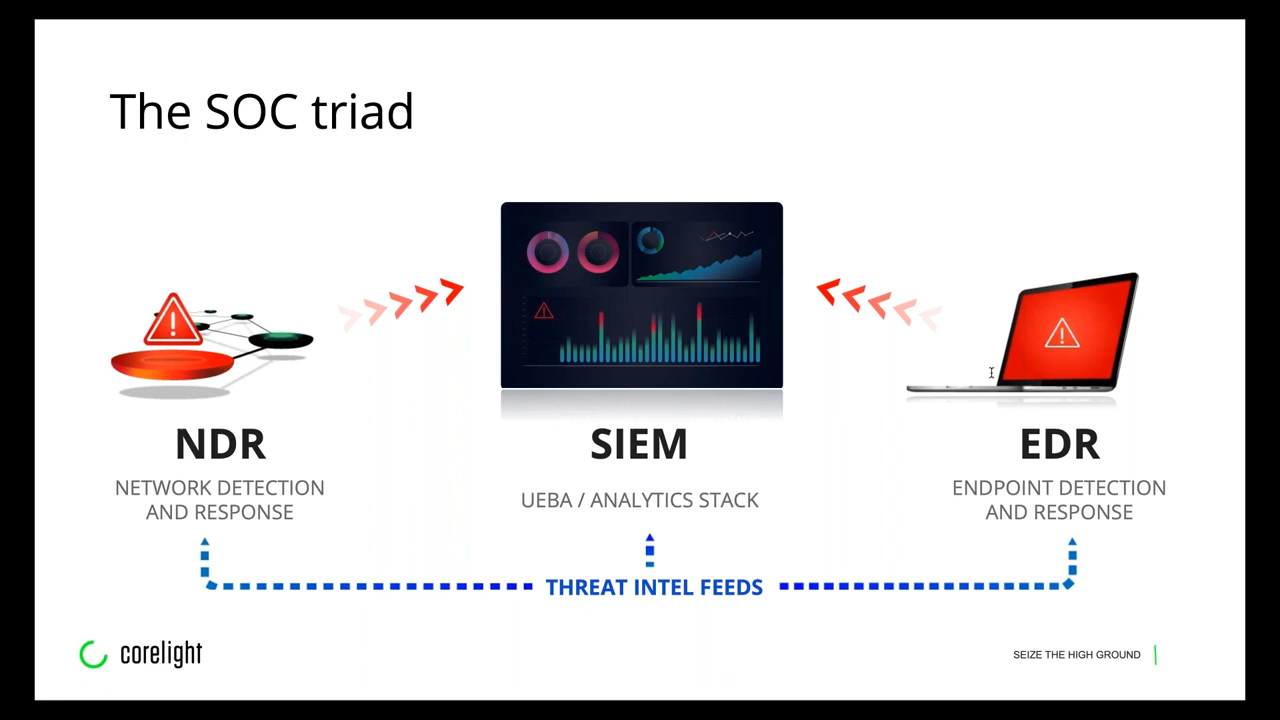 The SOC triad
NDR
NETWORK DETECTION
AND RESPONSE
SIEM
UEBA / ANALYTICS STACK
EDR
ENDPOINT DETECTION
AND RESPONSE
THREAT INTEL FEEDS
corelight
SEIZE THE HIGH GROUND